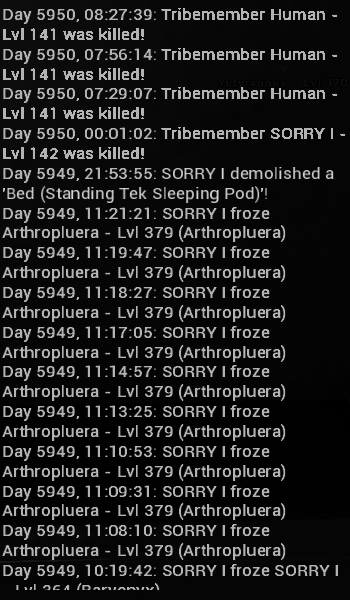 Day 5950, 08:27:39: Tribemember Human -
Lvl 141 was killed!
Day 5950, 07:56:14: Tribemember Human -
Lvl 141 was killed!
Day 5950, 07:29:07: Tribemember Human -
Lvl 141 was killed!
Day 5950, 00:01:02: Tribemember SORRY I -
Lvl 142 was killed!
Day 5949, 21:53:55: SORRY I demolished a
'Bed (Standing Tek Sleeping Pod)'!
Day 5949, 11:21:21: SORRY I froze
Arthropluera - Lvl 379 (Arthropluera)
Day 5949, 11:19:47: SORRY I froze
Arthropluera - Lvl 379 (Arthropluera)
Day 5949, 11:18:27: SORRY I froze
Arthropluera - Lvl 379 (Arthropluera)
Day 5949, 11:17:05: SORRY I froze
Arthropluera - Lvl 379 (Arthropluera)
Day 5949, 11:14:57: SORRY I froze
Arthropluera - Lvl 379 (Arthropluera)
Day 5949, 11:13:25: SORRY I froze
Arthropluera - Lvl 379 (Arthropluera)
Day 5949, 11:10:53: SORRY I froze
Arthropluera - Lvl 379 (Arthropluera)
Day 5949, 11:09:31: SORRY I froze
Arthropluera - Lvl 379 (Arthropluera)
Day 5949, 11:08:10: SORRY I froze
Arthropluera - Lvl 379 (Arthropluera)
Day 5949, 10:19:42: SORRY I froze SORRY I
- Lvl 364 (Baryonyx)